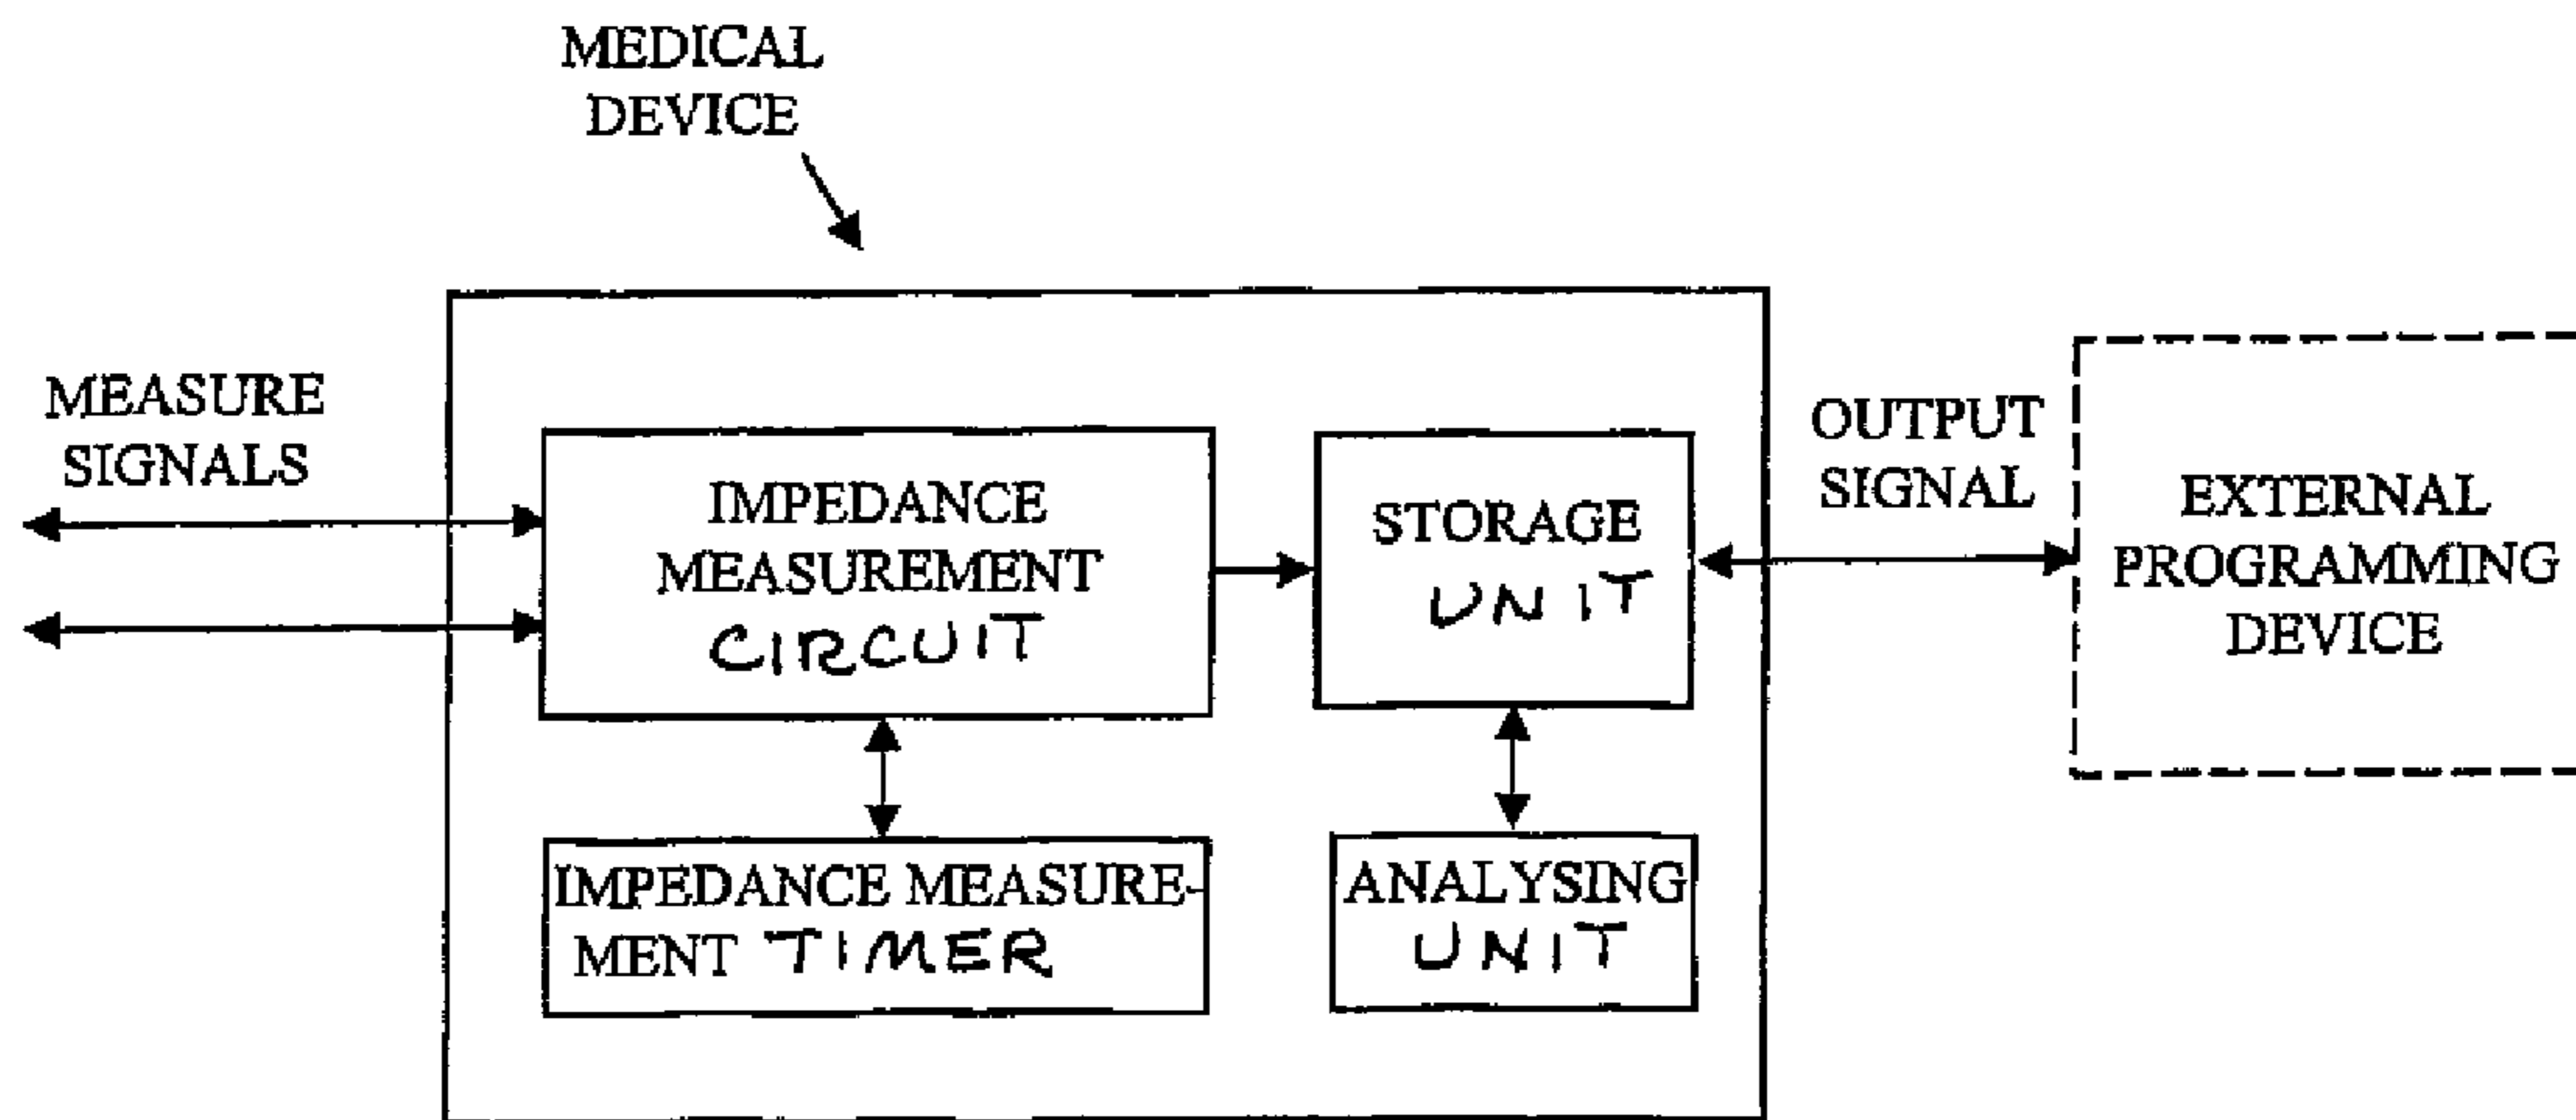 MEDICAL
DEVICE
MEASURE
SIGNALS
IMPEDANCE
MEASUREMENT
CIRCUIT
STORAGE
UNIT
OUTPUT
SIGNAL
EXTERNAL
PROGRAMMING
DEVICE
IMPEDANCE MEASURE-
MENT TIMER
ANALYSING
UNIT